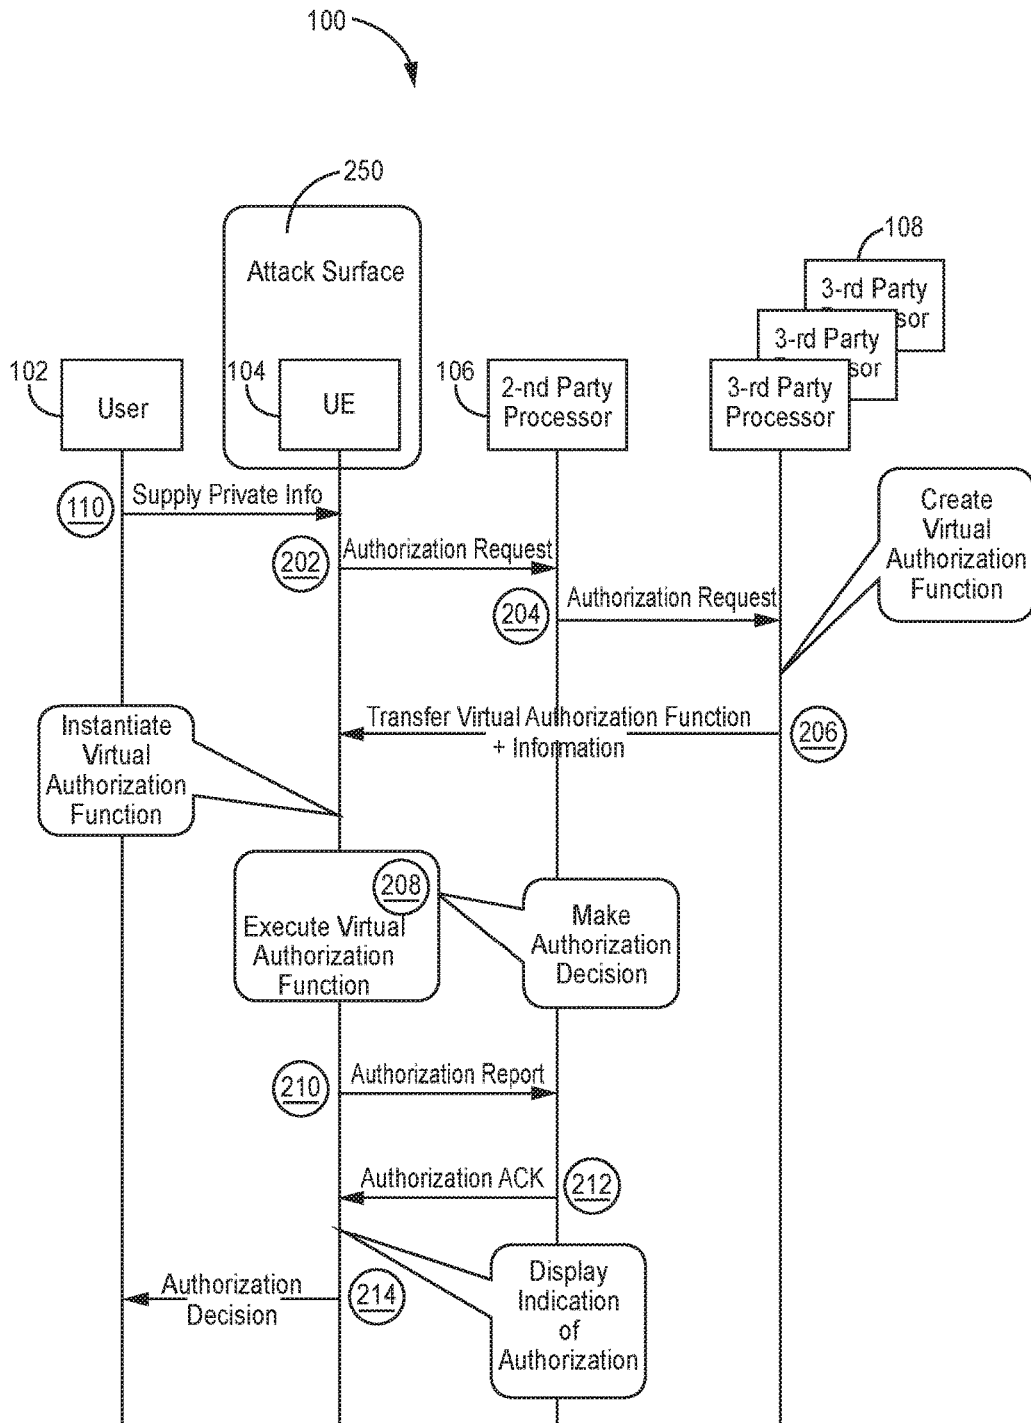 100
250
Attack Surface
108
3-rd Party
sor
3-rd Party
sor
3-rd Party
Processor
102
User
104
UE
106
2-nd Party
Processor
110
Supply Private Info
202
Authorization Request
204
Authorization Request
Create
Virtual
Authorization
Function
Transfer Virtual Authorization Function
+ Information
206
Instantiate
Virtual
Authorization
Function
208
Execute Virtual
Authorization
Function
Make
Authorization
Decision
210
Authorization Report
Authorization ACK
212
Display
Indication
of
Authorization
Authorization
Decision
214